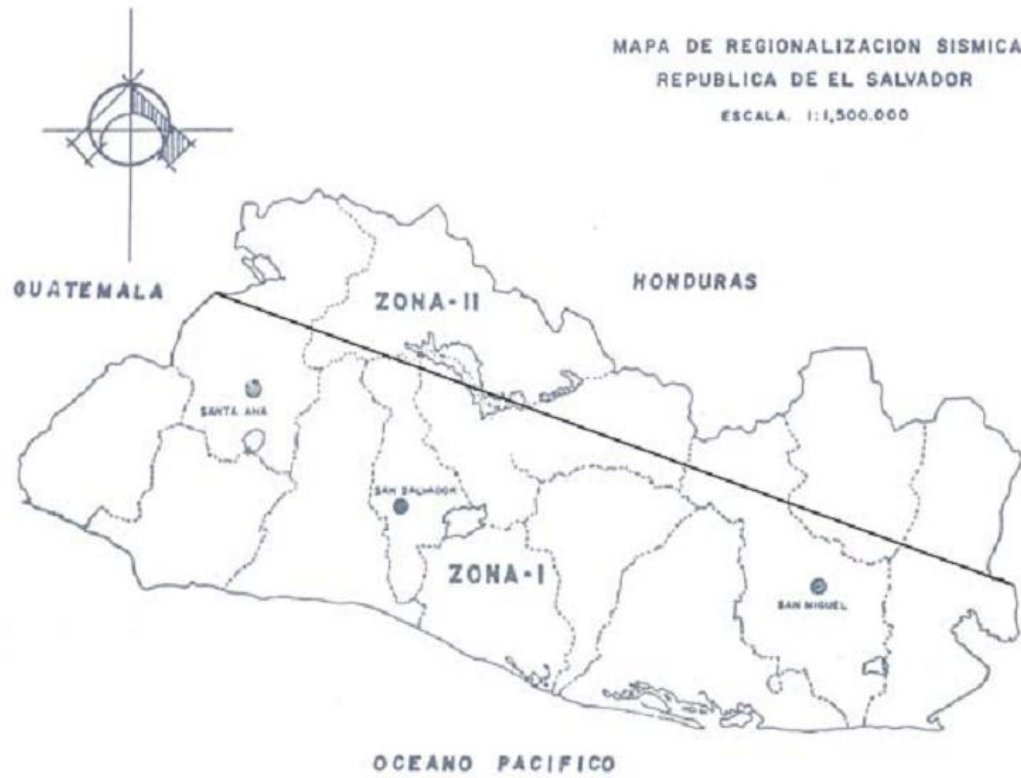 MAPA DE REGIONALIZACION SISMICA
REPUBLICA DE EL SALVADOR
ESCALA. 1:1,500.000
GUATEMALA
HONDURAS
ZONA-II
SANTA ANA
SAN SALVADOR
ZONA-I
SAN MIGUEL
OCEANO PACIFICO